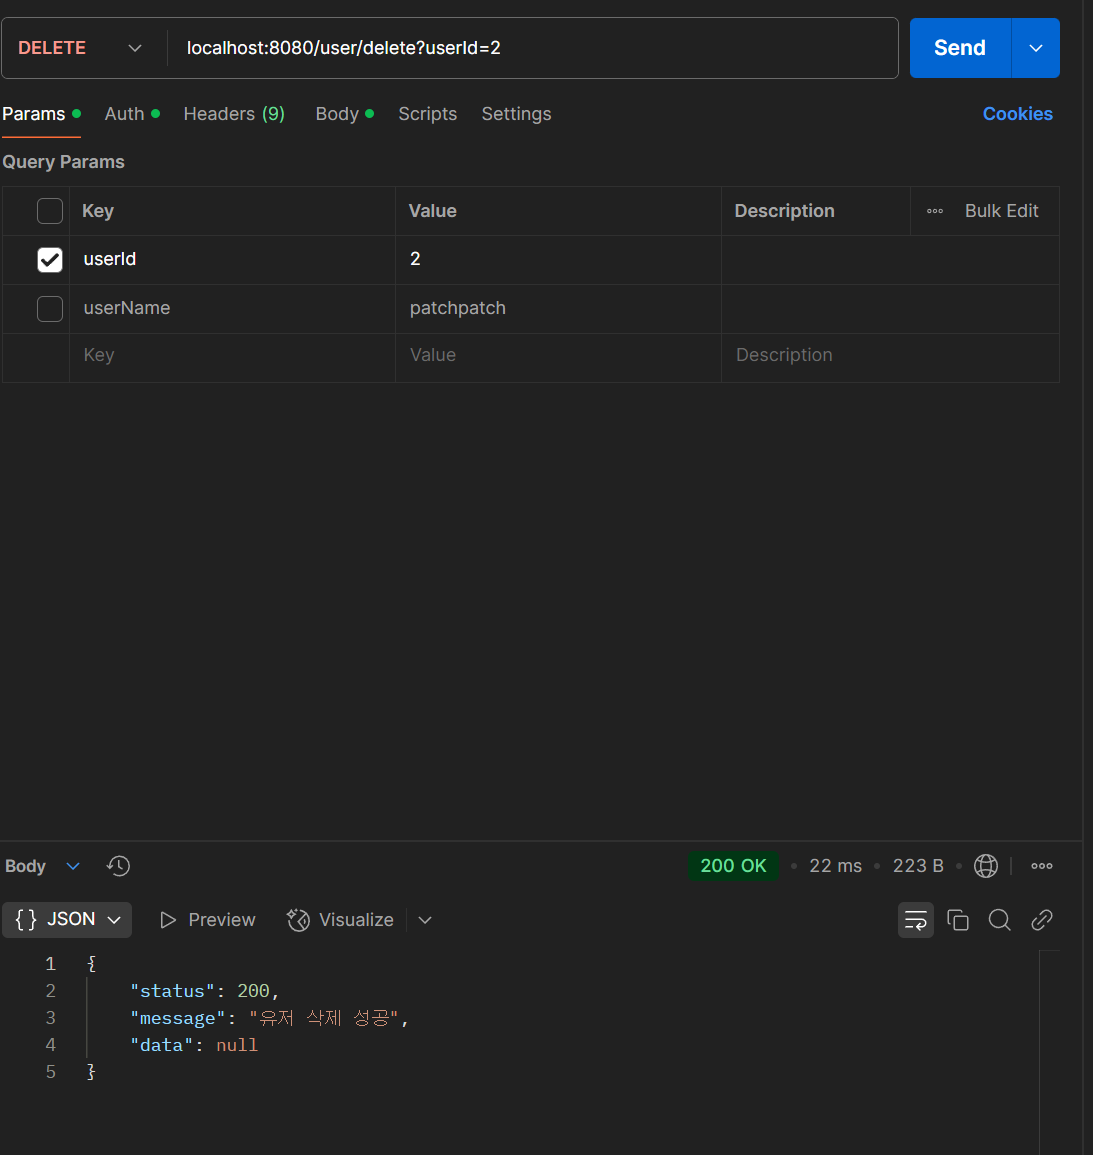 DELETE localhost:8080/user/delete?userId=2 Send
Params Auth Headers (9) Body Scripts Settings Cookies
Query Params
Key Value Description Bulk Edit
userId 2
userName patchpatch
Key Value Description
Body 200 OK 22 ms 223 B
{} JSON Preview Visualize
1 {
2 "status": 200,
3 "message": "유저 삭제 성공",
4 "data": null
5 }